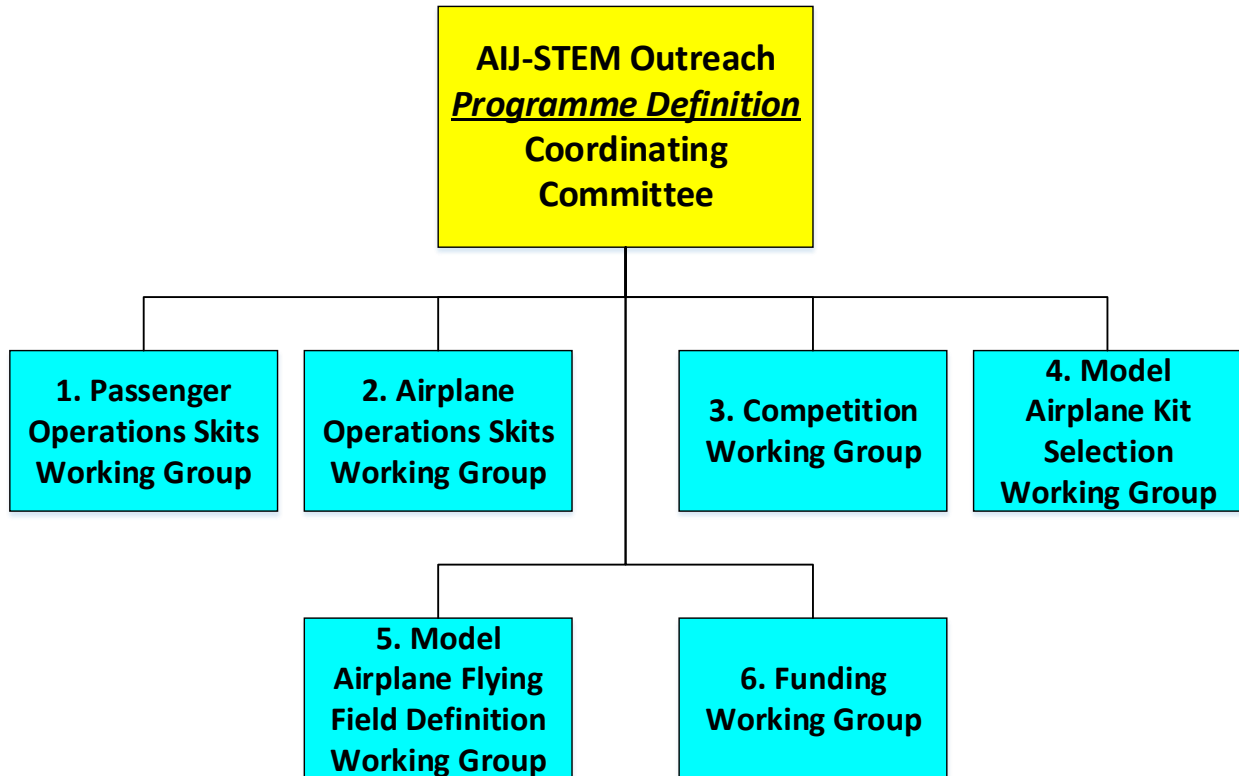 AIJ-STEM Outreach
Programme Definition
Coordinating
Committee
1. Passenger
Operations Skits
Working Group
2. Airplane
Operations Skits
Working Group
3. Competition
Working Group
4. Model
Airplane Kit
Selection
Working Group
5. Model
Airplane Flying
Field Definition
Working Group
6. Funding
Working Group